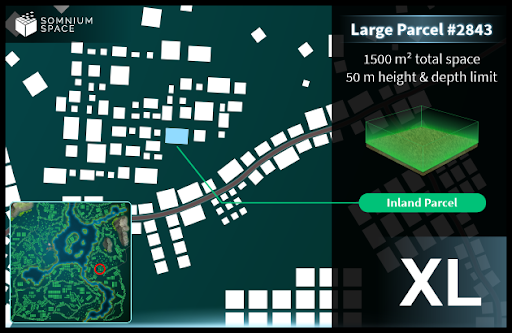 SOMNIUM
SPACE
Large Parcel #2843
1500 m² total space
50 m height & depth limit
Inland Parcel
XL